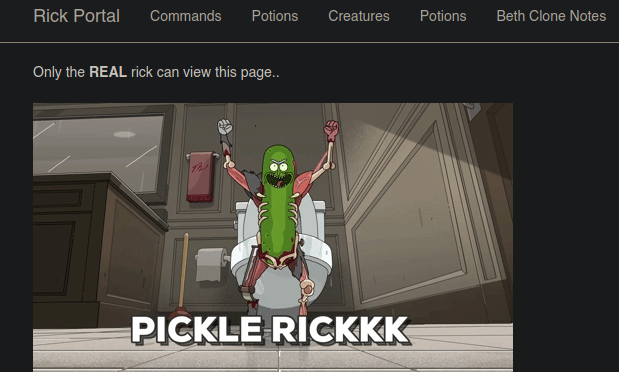 Rick Portal Commands Potions Creatures Potions Beth Clone Notes
Only the REAL rick can view this page..
PICKLE RICKKK